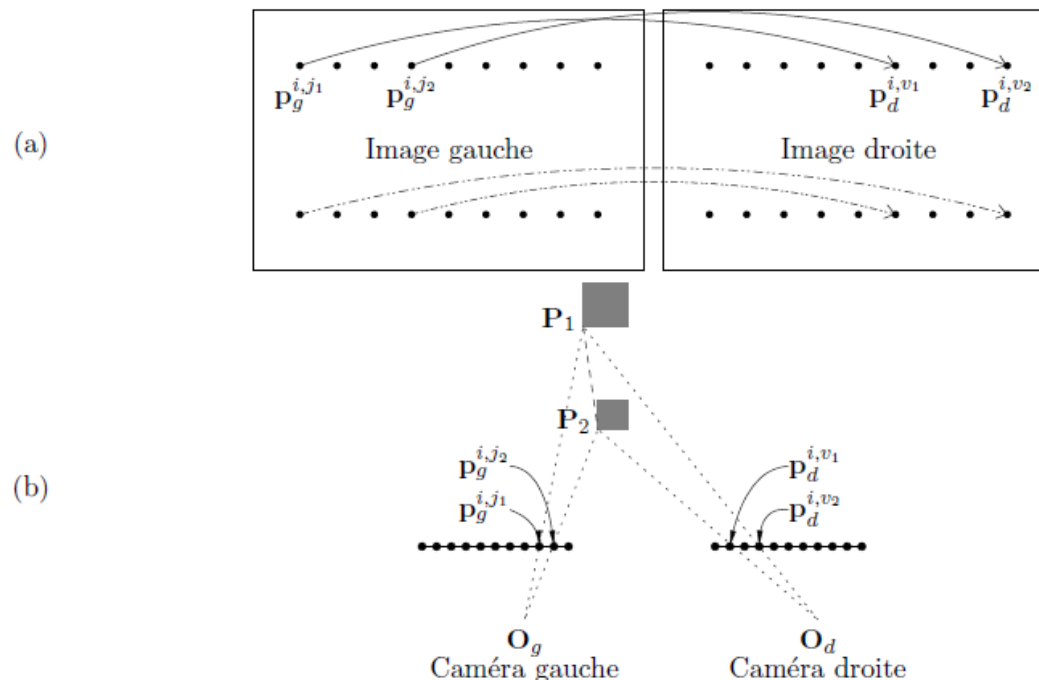 (a)
p_g^{i,j_1} p_g^{i,j_2} p_d^{i,v_1} p_d^{i,v_2}
Image gauche Image droite
P_1
P_2
(b)
p_g^{i,j_2} p_d^{i,v_1}
p_g^{i,j_1} p_d^{i,v_2}
O_g O_d
Caméra gauche Caméra droite